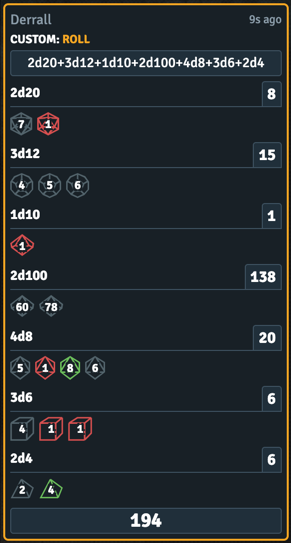 Derrall 9s ago
CUSTOM: ROLL
2d20+3d12+1d10+2d100+4d8+3d6+2d4
2d20 8
7 1
3d12 15
4 5 6
1d10 1
1
2d100 138
60 78
4d8 20
5 1 8 6
3d6 6
4 1 1
2d4 6
2 4
194